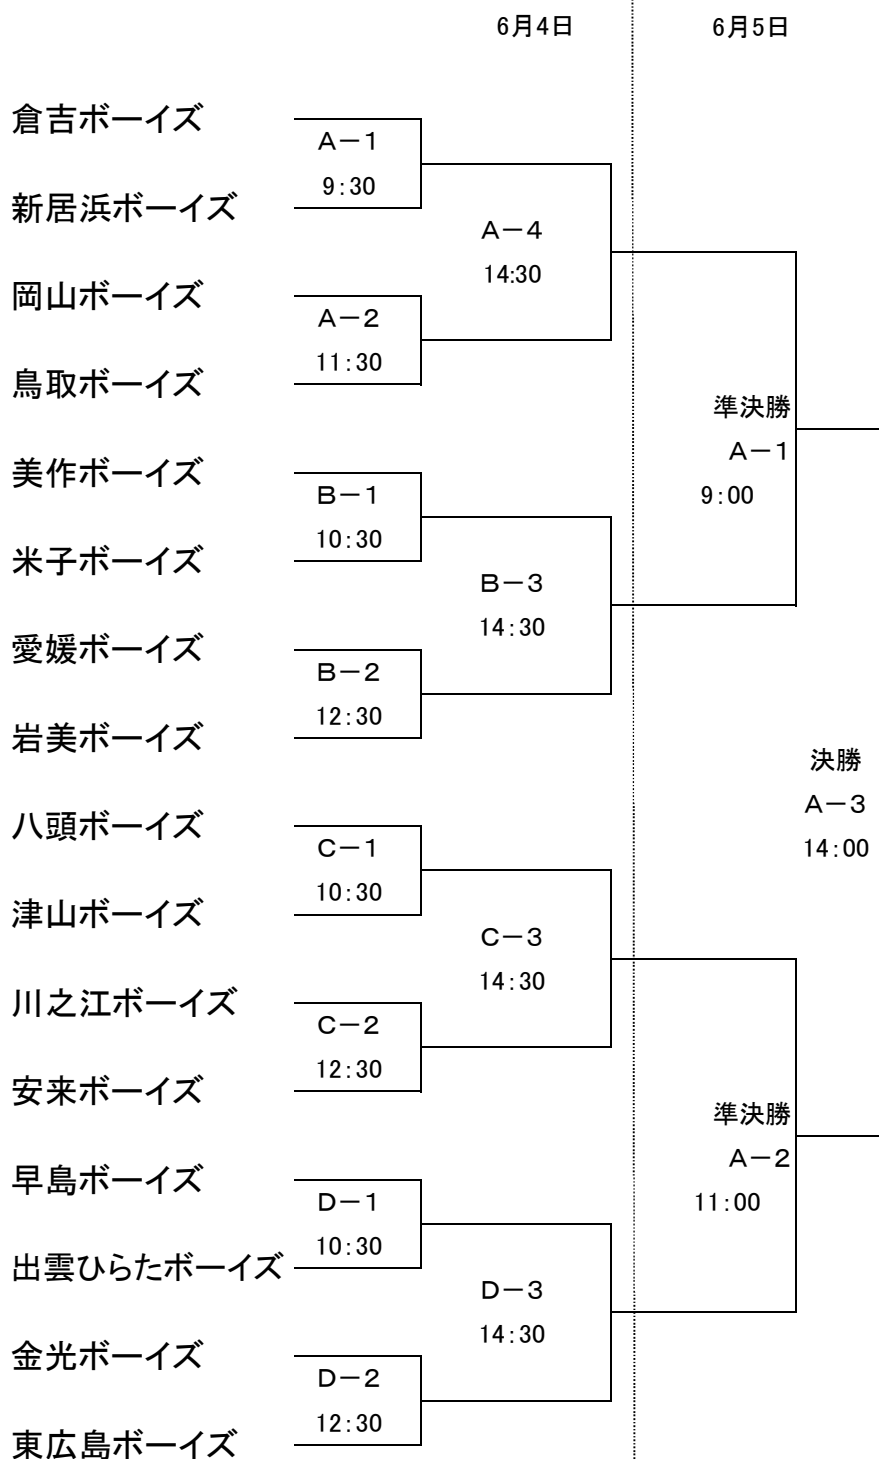 6月4日 6月5日
倉吉ボーイズ
A－1
9：30
新居浜ボーイズ
A－4
14:30
岡山ボーイズ
A－2
11：30
鳥取ボーイズ
準決勝
A－1
9：00
美作ボーイズ
B－1
10：30
米子ボーイズ
B－3
14：30
愛媛ボーイズ
B－2
12：30
岩美ボーイズ
決勝
A－3
14：00
八頭ボーイズ
C－1
10：30
津山ボーイズ
C－3
14：30
川之江ボーイズ
C－2
12：30
安来ボーイズ
準決勝
A－2
11：00
早島ボーイズ
D－1
10：30
出雲ひらたボーイズ
D－3
14：30
金光ボーイズ
D－2
12：30
東広島ボーイズ